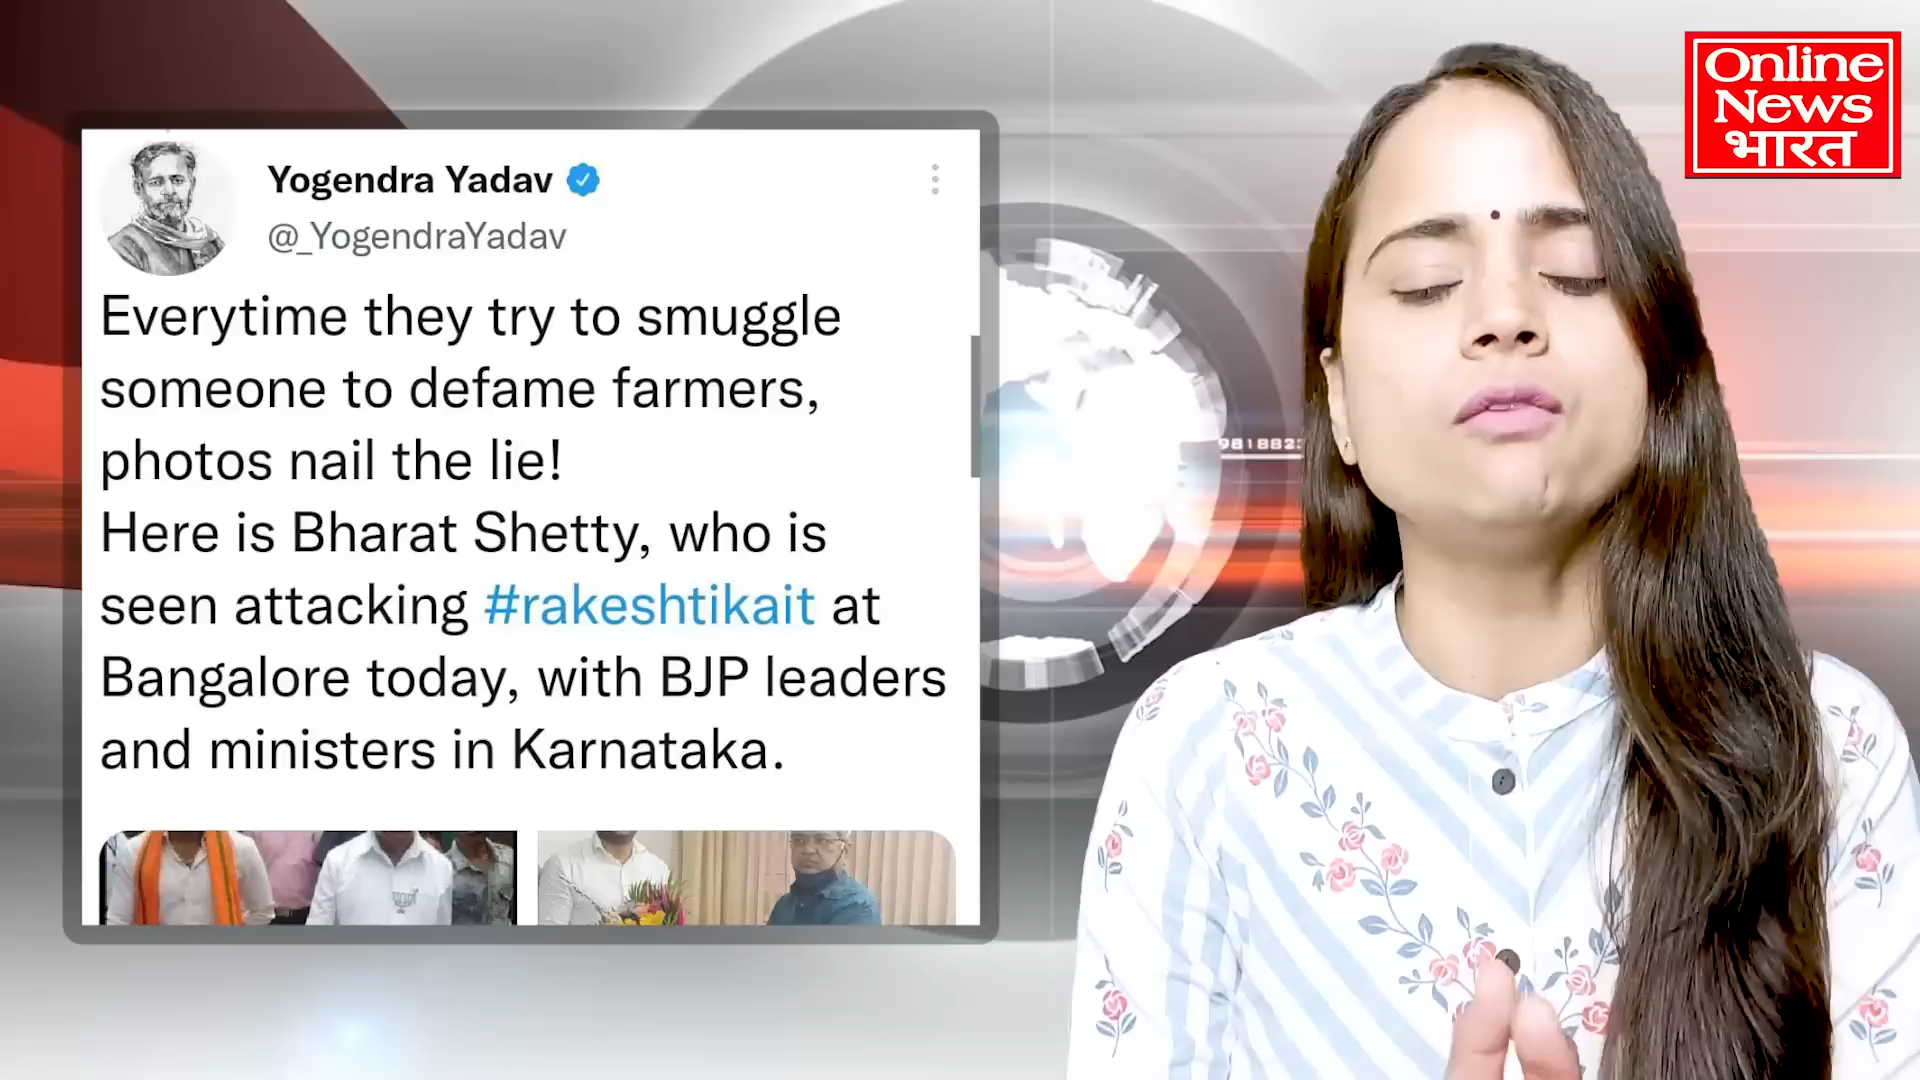 Yogendra Yadav
@_YogendraYadav
Everytime they try to smuggle
someone to defame farmers,
photos nail the lie!
Here is Bharat Shetty, who is
seen attacking #rakeshtikait at
Bangalore today, with BJP leaders
and ministers in Karnataka.
Online
News
भारत